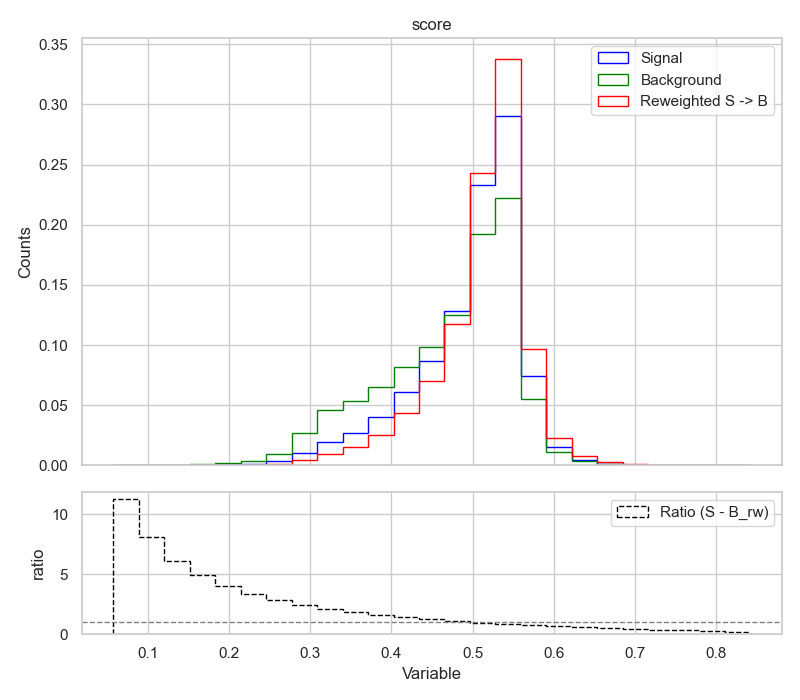 score
0.35
0.30
0.25
0.20
0.15
0.10
0.05
0.00
Counts
Signal
Background
Reweighted S -> B
10
5
0
ratio
Ratio (S - B_rw)
0.1 0.2 0.3 0.4 0.5 0.6 0.7 0.8
Variable